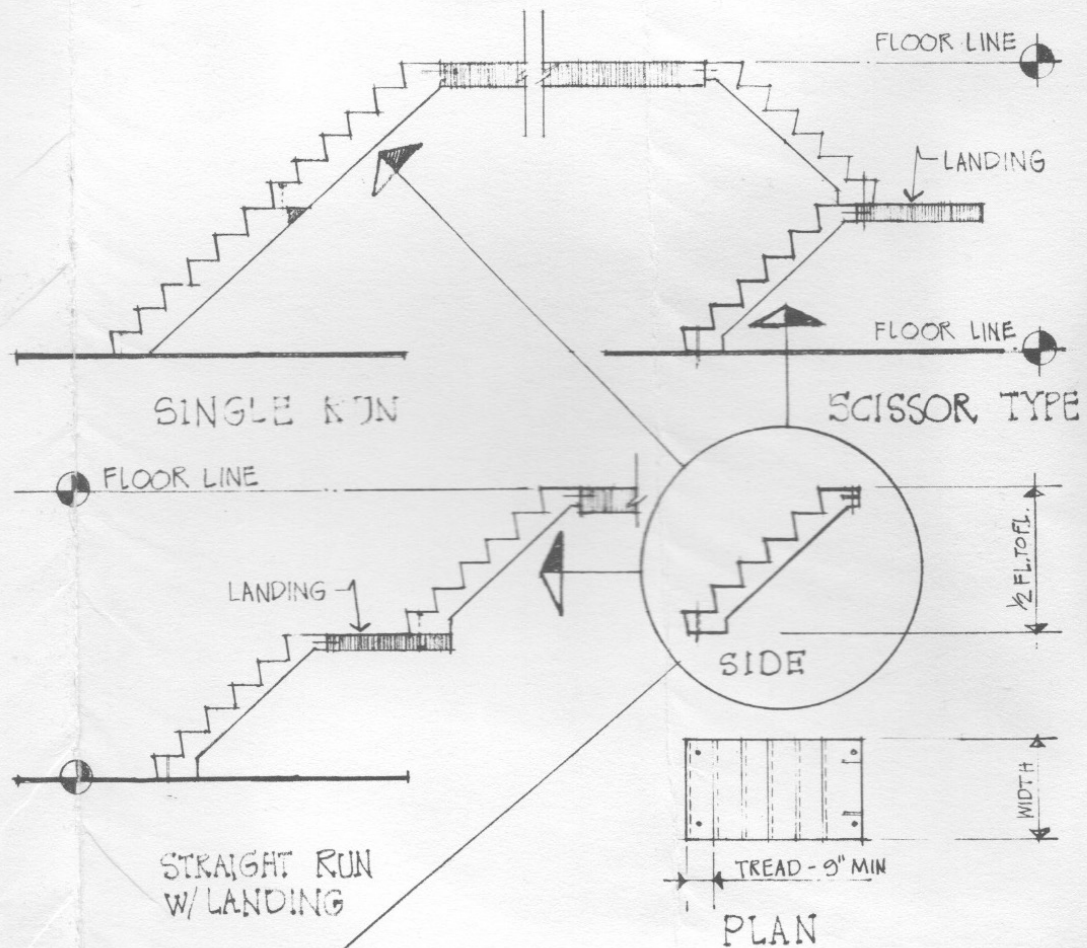 FLOOR LINE
LANDING
FLOOR LINE
SINGLE RUN
SCISSOR TYPE
FLOOR LINE
LANDING
1/2 FL. TO FL.
SIDE
WIDTH
TREAD - 9" MIN
STRAIGHT RUN
W/ LANDING
PLAN